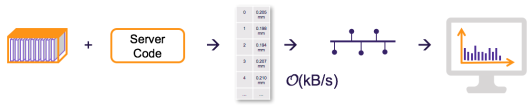 +
Server
Code
0 0.205
mm
1 0.198
mm
2 0.194
mm
3 0.207
mm
4 0.210
mm
... ...
𝒪(kB/s)